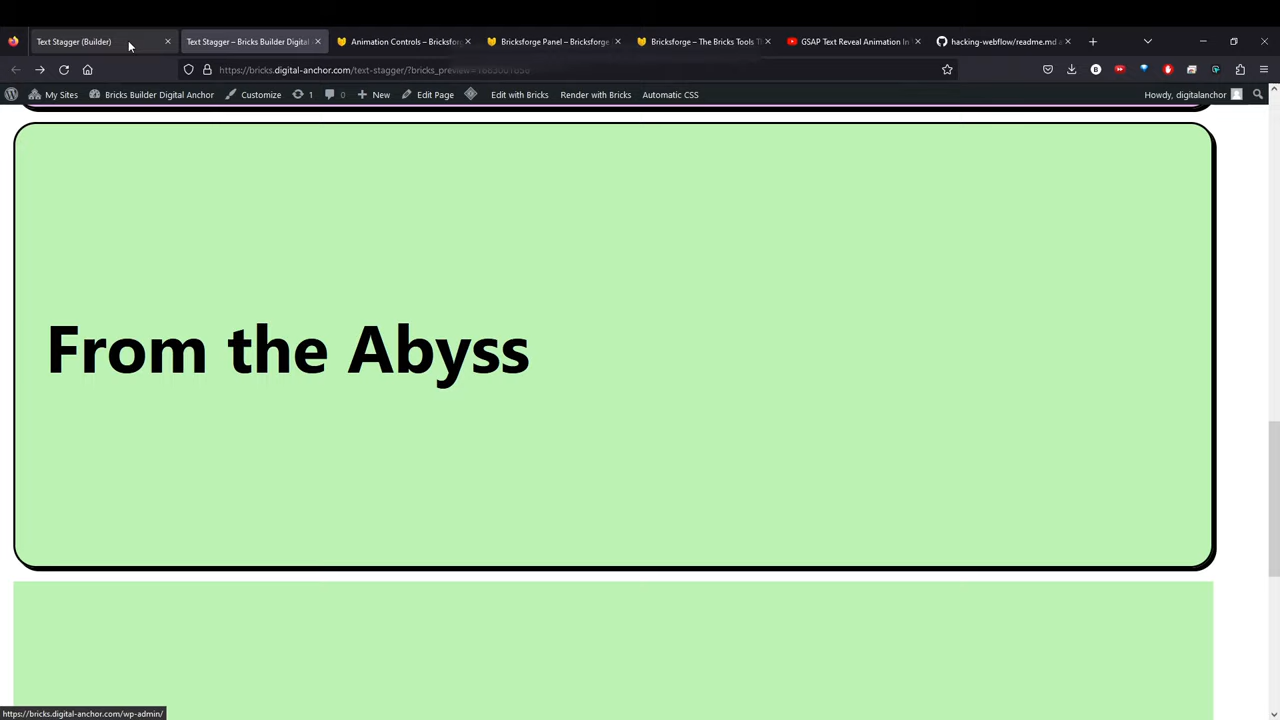 Text Stagger (Builder)
Text Stagger – Bricks Builder Digital
Animation Controls – Bricksforg
Bricksforge Panel – Bricksforge
Bricksforge – The Bricks Tools Th
GSAP Text Reveal Animation In
hacking-webflow/readme.md a
https://bricks.digital-anchor.com/text-stagger/?bricks_preview=1663001656
My Sites
Bricks Builder Digital Anchor
Customize
1
0
New
Edit Page
Edit with Bricks
Render with Bricks
Automatic CSS
Howdy, digitalanchor
From the Abyss
https://bricks.digital-anchor.com/wp-admin/